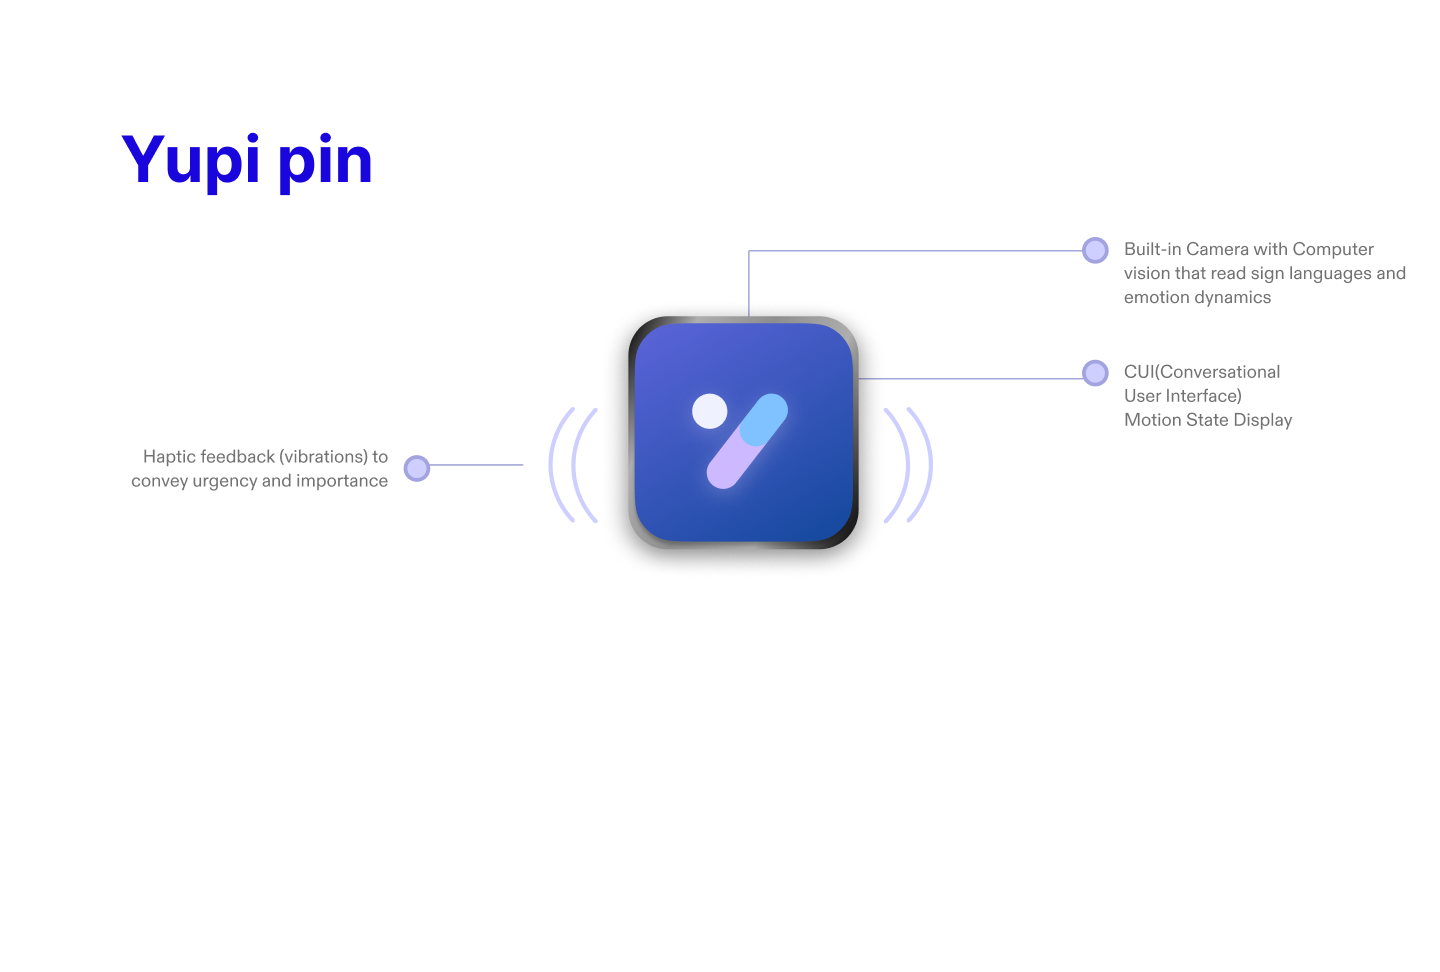 Yupi pin
Built-in Camera with Computer
vision that read sign languages and
emotion dynamics
CUI(Conversational
User Interface)
Motion State Display
Haptic feedback (vibrations) to
convey urgency and importance